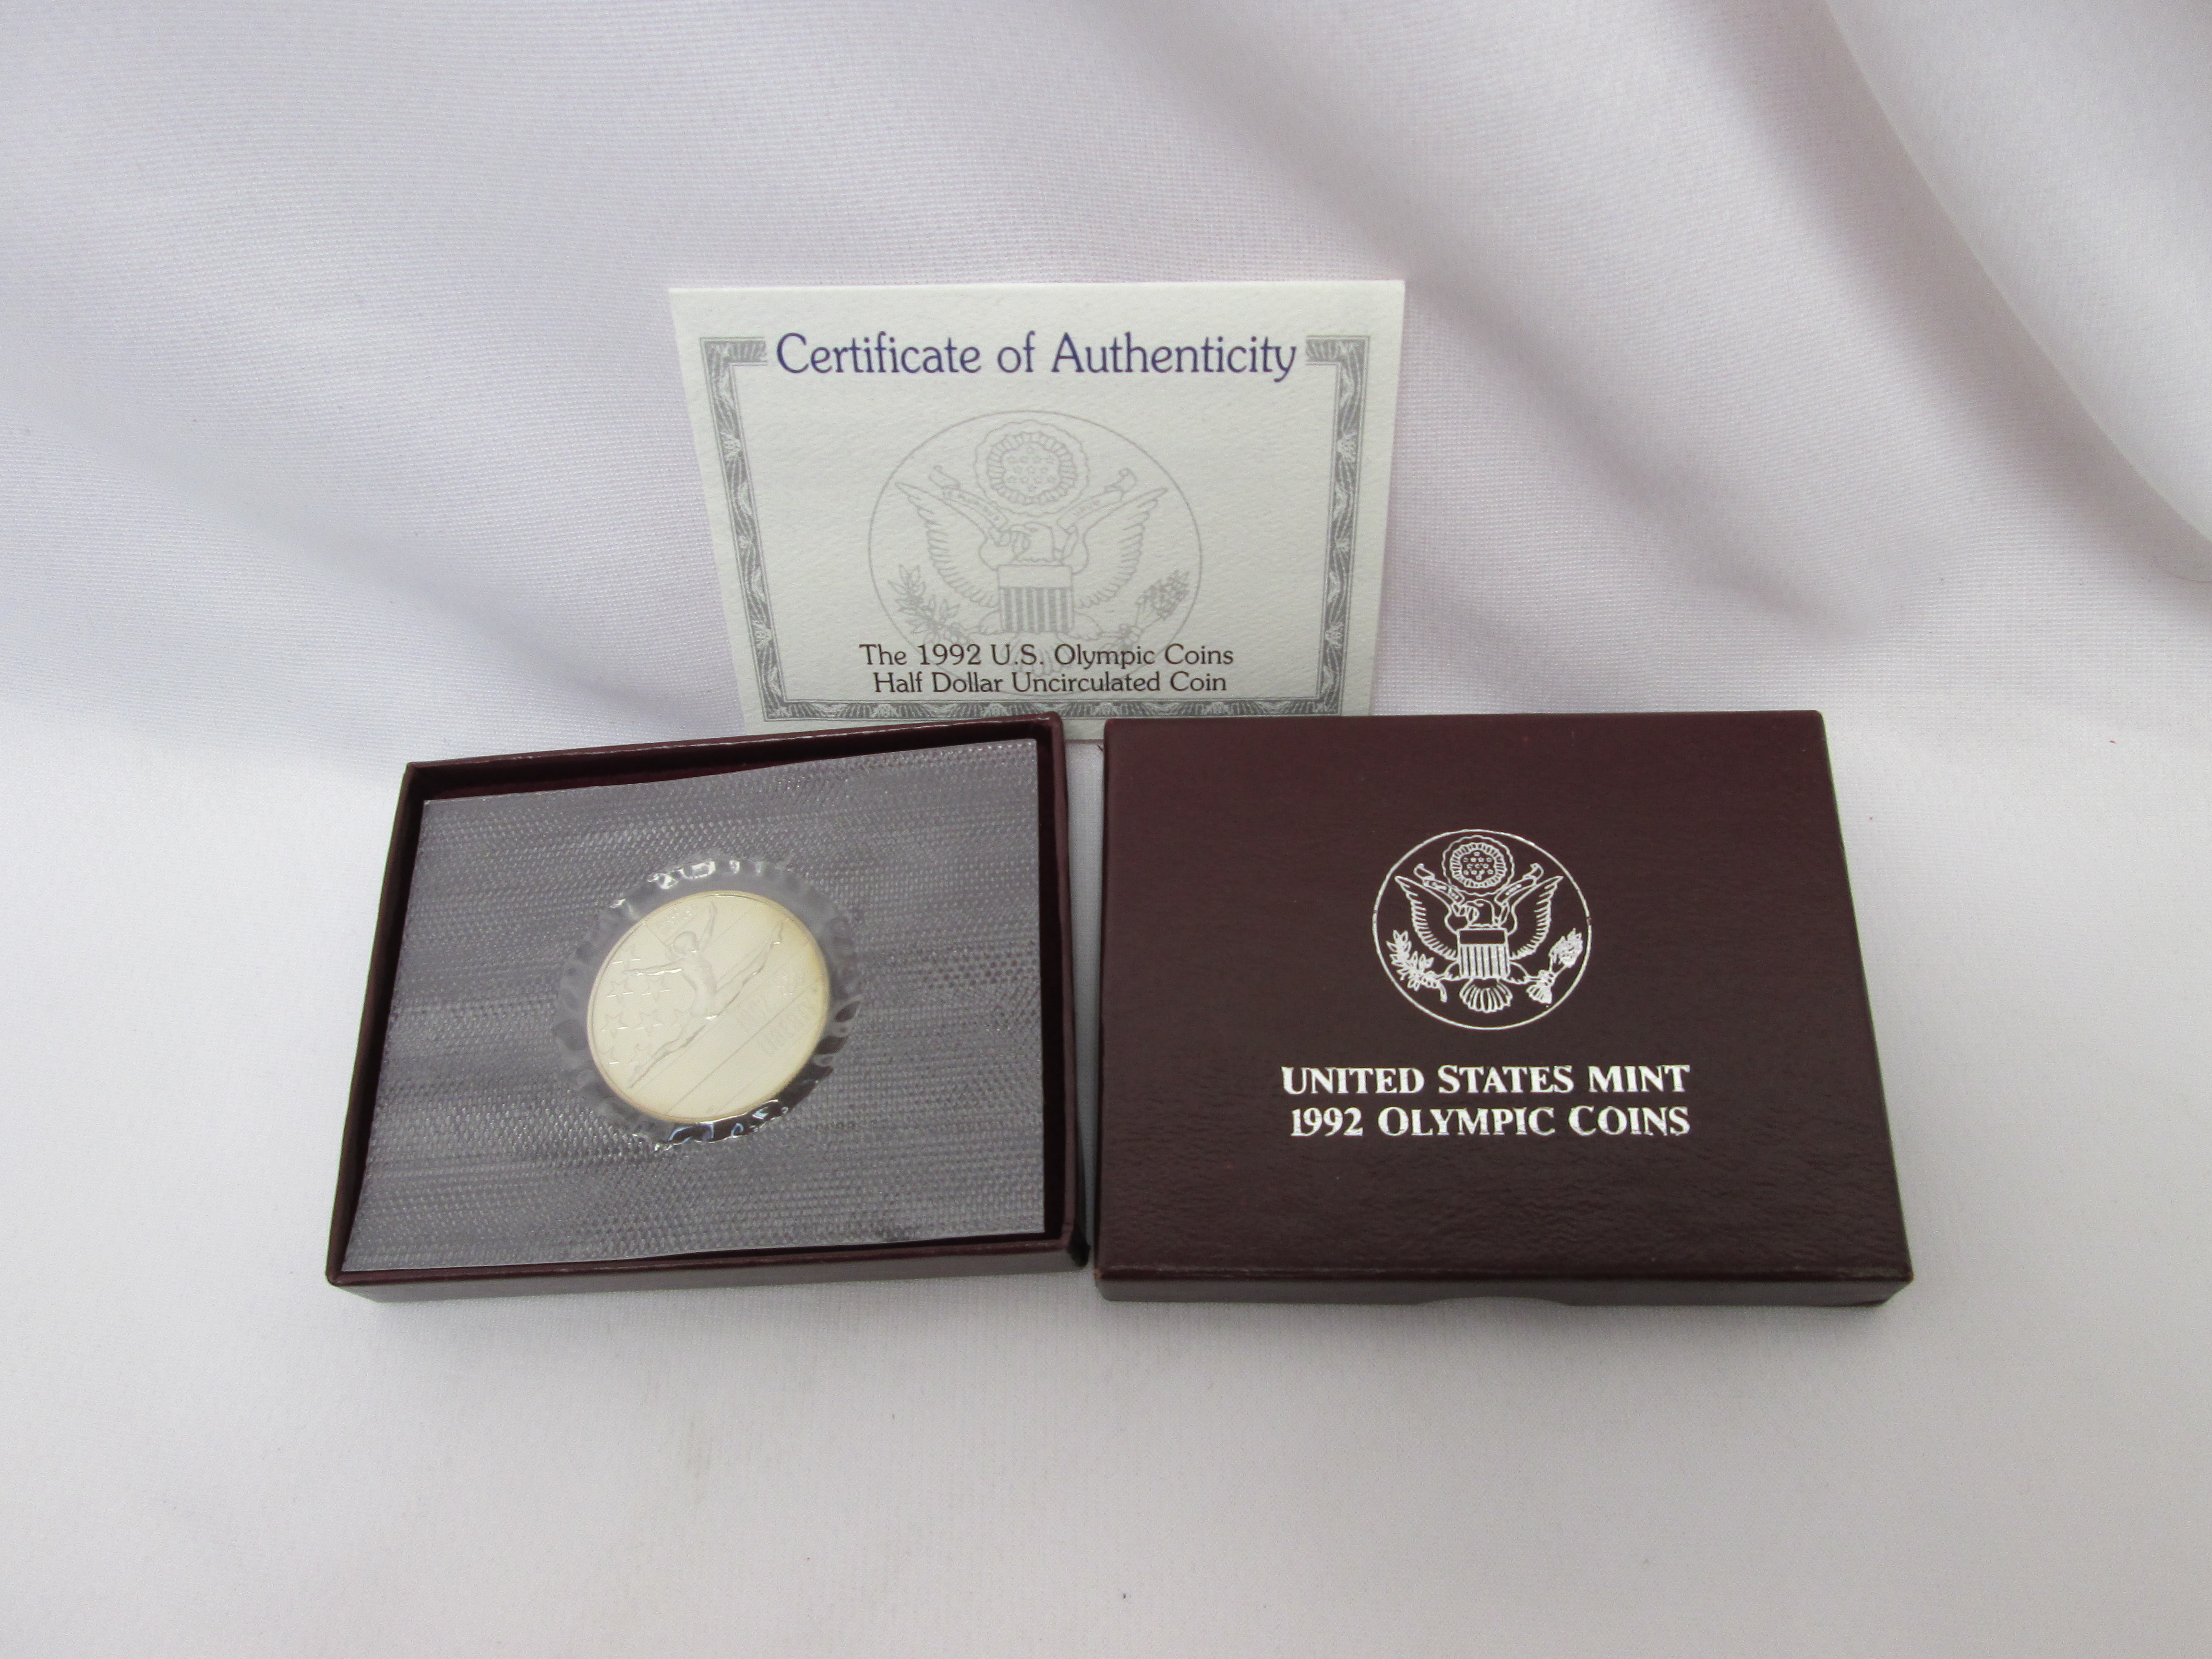 Certificate of Authenticity
The 1992 U.S. Olympic Coins
Half Dollar Uncirculated Coin
UNITED STATES MINT
1992 OLYMPIC COINS